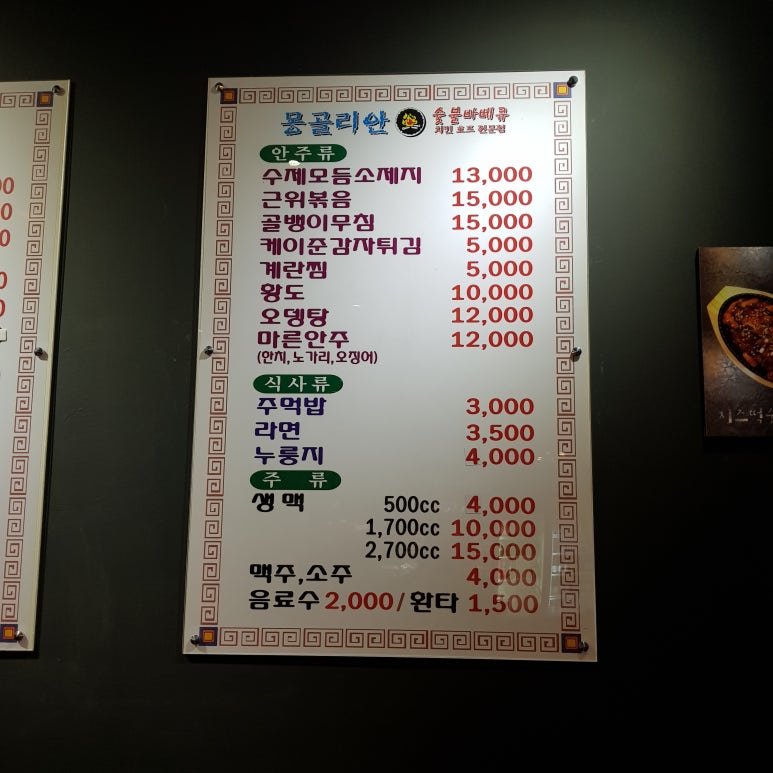 몽골리안 숯불바베큐
치킨 호프 전문점
안주류
수제모듬소제지 13,000
근위볶음 15,000
골뱅이무침 15,000
케이준감자튀김 5,000
계란찜 5,000
황도 10,000
오뎅탕 12,000
마른안주 12,000
(한치,노가리,오징어)
식사류
주먹밥 3,000
라면 3,500
누룽지 4,000
주 류
생맥 500cc 4,000
1,700cc 10,000
2,700cc 15,000
맥주,소주 4,000
음료수 2,000/환타 1,500